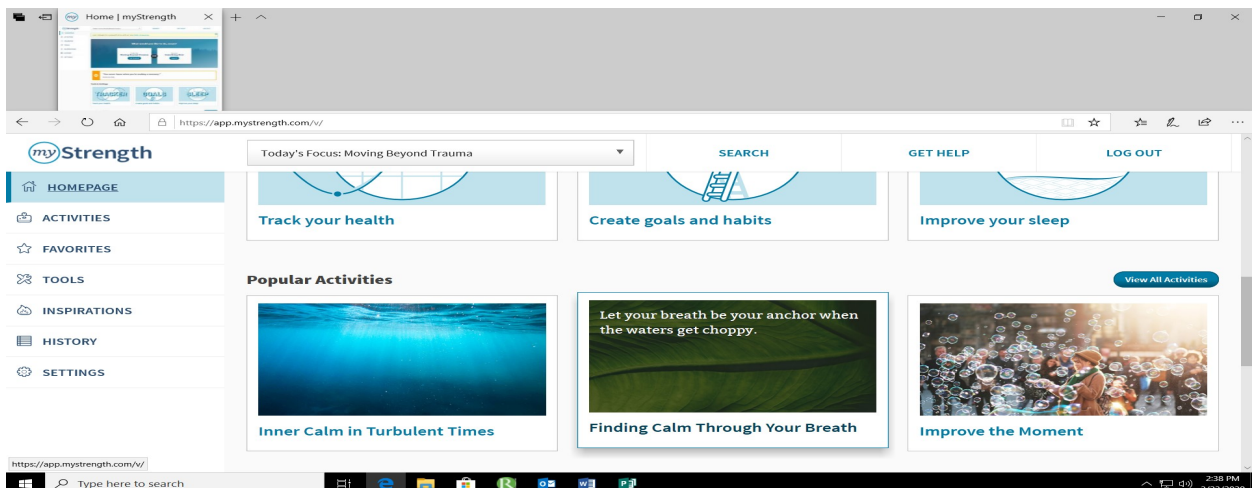 Home | myStrength
https://app.mystrength.com/v/
myStrength
Today's Focus: Moving Beyond Trauma
SEARCH
GET HELP
LOG OUT
HOMEPAGE
ACTIVITIES
FAVORITES
TOOLS
INSPIRATIONS
HISTORY
SETTINGS
Track your health
Create goals and habits
Improve your sleep
Popular Activities
View All Activities
Let your breath be your anchor when
the waters get choppy.
Inner Calm in Turbulent Times
Finding Calm Through Your Breath
Improve the Moment
https://app.mystrength.com/v/
Type here to search
2:38 PM